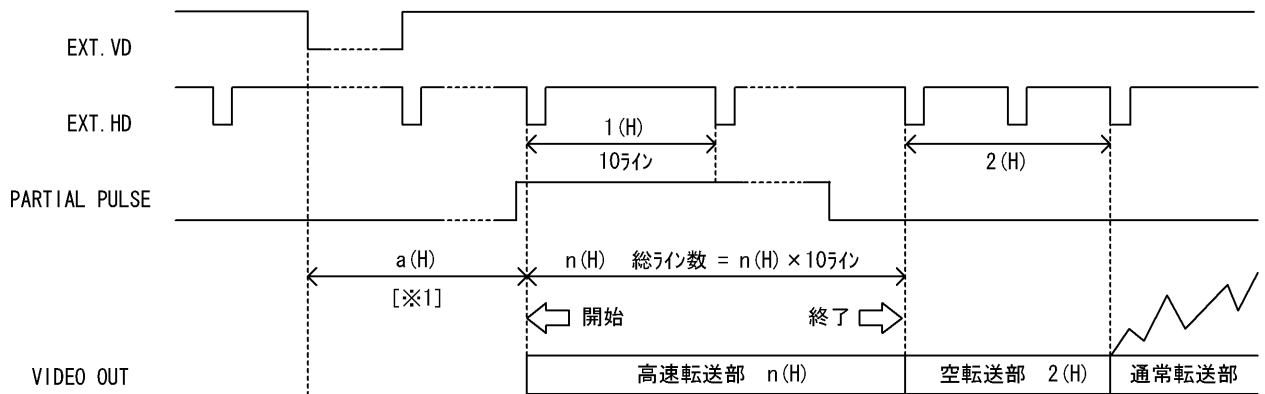 EXT. VD
EXT. HD
1(H)
10ﾗｲﾝ
2(H)
PARTIAL PULSE
a(H)
[※1]
n(H) 総ﾗｲﾝ数 = n(H) ×10ﾗｲﾝ
開始
終了
VIDEO OUT
高速転送部 n(H)
空転送部 2(H)
通常転送部